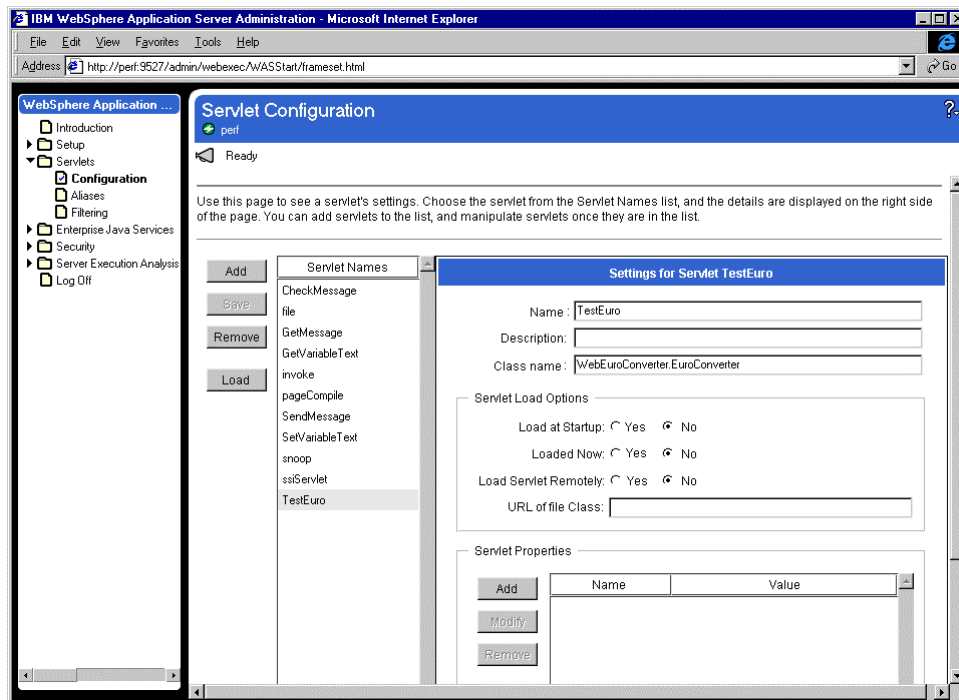 IBM WebSphere Application Server Administration - Microsoft Internet Explorer
File Edit View Favorites Tools Help
Address http://perf:9527/admin/webexec/WASStart/frameset.html Go
WebSphere Application ...
Introduction
Setup
Servlets
Configuration
Aliases
Filtering
Enterprise Java Services
Security
Server Execution Analysis
Log Off
Servlet Configuration
perf
?
Ready
Use this page to see a servlet's settings. Choose the servlet from the Servlet Names list, and the details are displayed on the right side
of the page. You can add servlets to the list, and manipulate servlets once they are in the list.
Add
Save
Remove
Load
Servlet Names
CheckMessage
file
GetMessage
GetVariableText
invoke
pageCompile
SendMessage
SetVariableText
snoop
ssiServlet
TestEuro
Settings for Servlet TestEuro
Name : TestEuro
Description:
Class name : WebEuroConverter.EuroConverter
Servlet Load Options
Load at Startup: Yes No
Loaded Now: Yes No
Load Servlet Remotely: Yes No
URL of file Class:
Servlet Properties
Add
Modify
Remove
Name Value